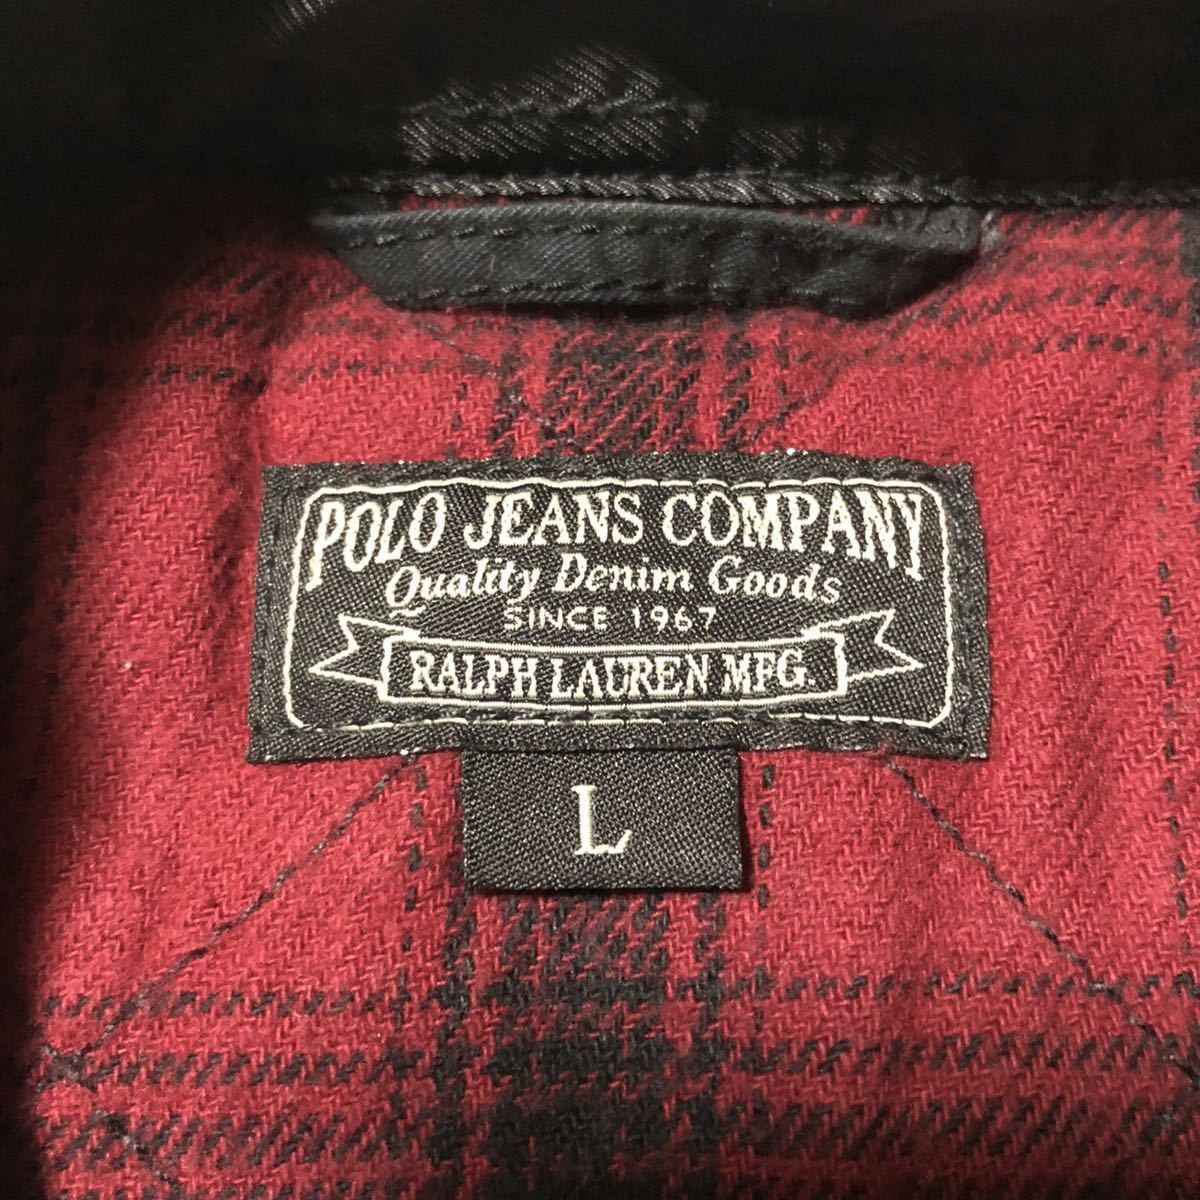 POLO JEANS COMPANY
Quality Denim Goods
SINCE 1967
RALPH LAUREN MFG.
L